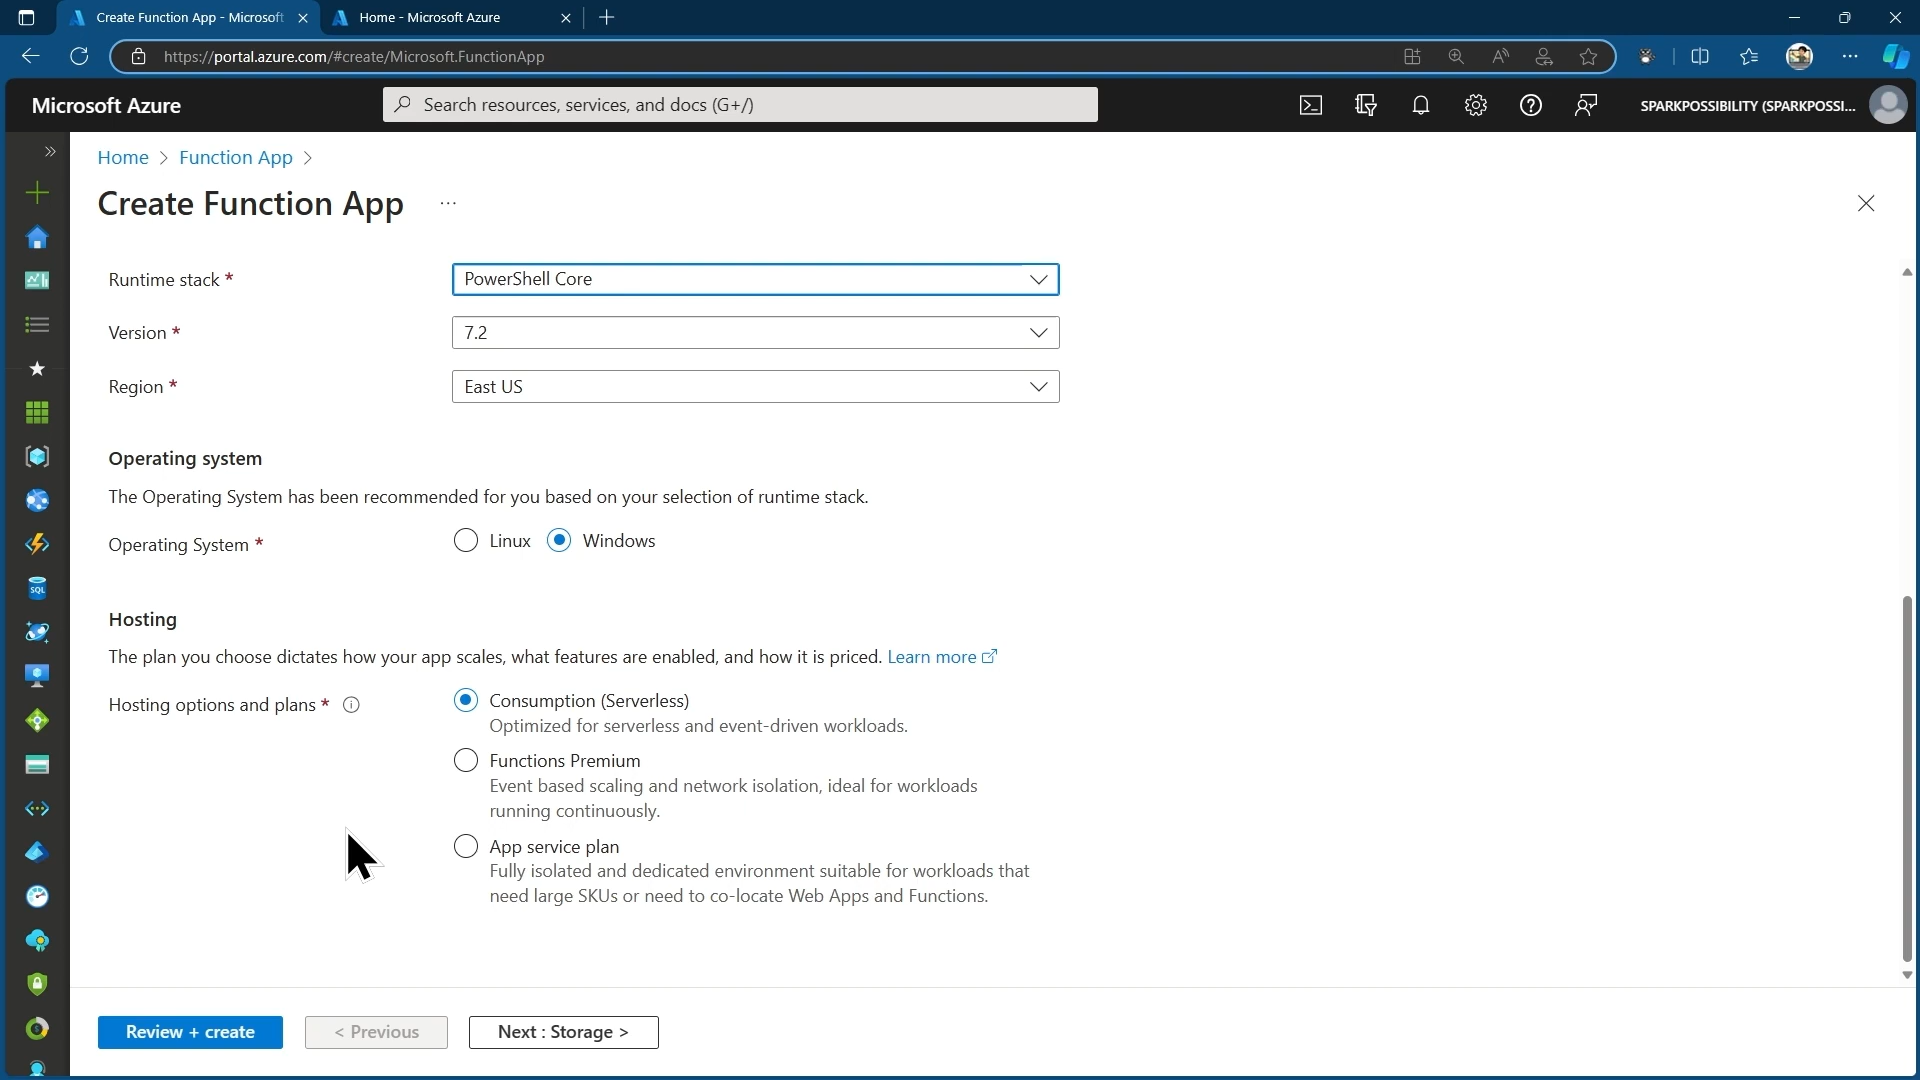 Create Function App - Microsoft
Home - Microsoft Azure
https://portal.azure.com/#create/Microsoft.FunctionApp
Microsoft Azure
Search resources, services, and docs (G+/)
SPARKPOSSIBILITY (SPARKPOSSI...
Home > Function App >
Create Function App ...
Runtime stack * PowerShell Core
Version * 7.2
Region * East US
Operating system
The Operating System has been recommended for you based on your selection of runtime stack.
Operating System * Linux Windows
Hosting
The plan you choose dictates how your app scales, what features are enabled, and how it is priced. Learn more
Hosting options and plans * Consumption (Serverless)
Optimized for serverless and event-driven workloads.
Functions Premium
Event based scaling and network isolation, ideal for workloads
running continuously.
App service plan
Fully isolated and dedicated environment suitable for workloads that
need large SKUs or need to co-locate Web Apps and Functions.
Review + create < Previous Next : Storage >